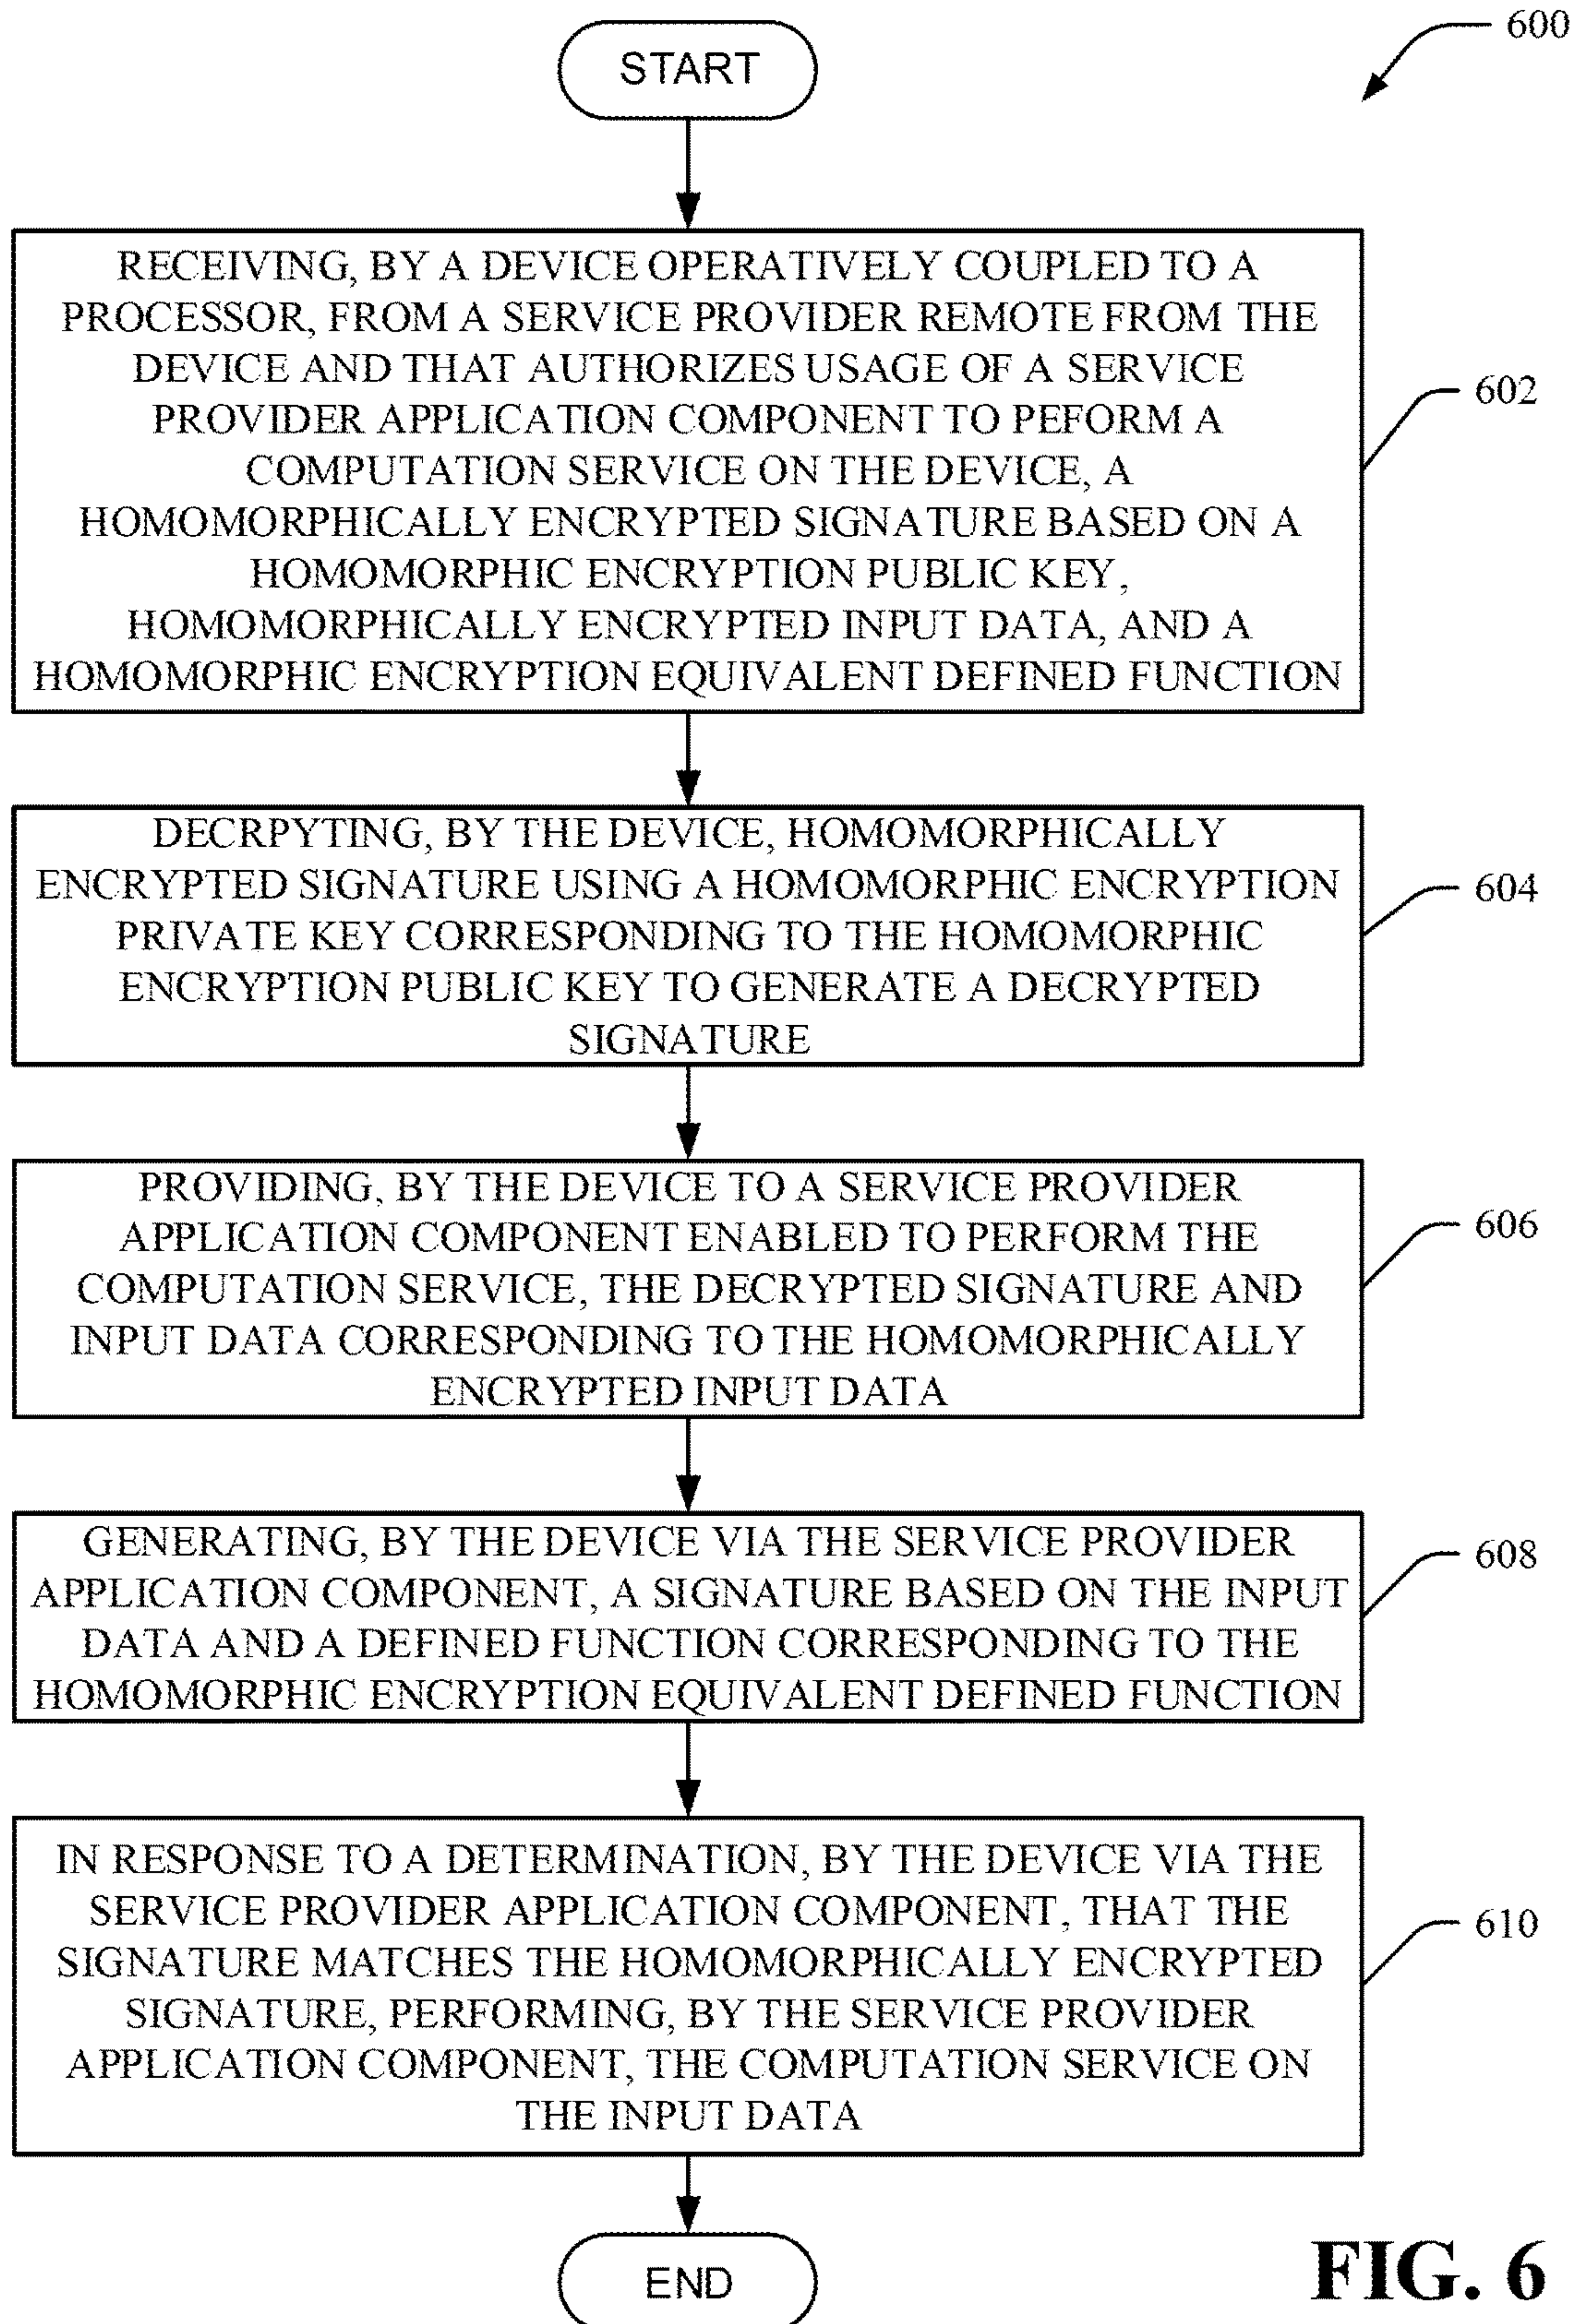 600
START
RECEIVING, BY A DEVICE OPERATIVELY COUPLED TO A
PROCESSOR, FROM A SERVICE PROVIDER REMOTE FROM THE
DEVICE AND THAT AUTHORIZES USAGE OF A SERVICE
PROVIDER APPLICATION COMPONENT TO PEFORM A
COMPUTATION SERVICE ON THE DEVICE, A
HOMOMORPHICALLY ENCRYPTED SIGNATURE BASED ON A
HOMOMORPHIC ENCRYPTION PUBLIC KEY,
HOMOMORPHICALLY ENCRYPTED INPUT DATA, AND A
HOMOMORPHIC ENCRYPTION EQUIVALENT DEFINED FUNCTION
602
DECRPYTING, BY THE DEVICE, HOMOMORPHICALLY
ENCRYPTED SIGNATURE USING A HOMOMORPHIC ENCRYPTION
PRIVATE KEY CORRESPONDING TO THE HOMOMORPHIC
ENCRYPTION PUBLIC KEY TO GENERATE A DECRYPTED
SIGNATURE
604
PROVIDING, BY THE DEVICE TO A SERVICE PROVIDER
APPLICATION COMPONENT ENABLED TO PERFORM THE
COMPUTATION SERVICE, THE DECRYPTED SIGNATURE AND
INPUT DATA CORRESPONDING TO THE HOMOMORPHICALLY
ENCRYPTED INPUT DATA
606
GENERATING, BY THE DEVICE VIA THE SERVICE PROVIDER
APPLICATION COMPONENT, A SIGNATURE BASED ON THE INPUT
DATA AND A DEFINED FUNCTION CORRESPONDING TO THE
HOMOMORPHIC ENCRYPTION EQUIVALENT DEFINED FUNCTION
608
IN RESPONSE TO A DETERMINATION, BY THE DEVICE VIA THE
SERVICE PROVIDER APPLICATION COMPONENT, THAT THE
SIGNATURE MATCHES THE HOMOMORPHICALLY ENCRYPTED
SIGNATURE, PERFORMING, BY THE SERVICE PROVIDER
APPLICATION COMPONENT, THE COMPUTATION SERVICE ON
THE INPUT DATA
610
END
FIG. 6